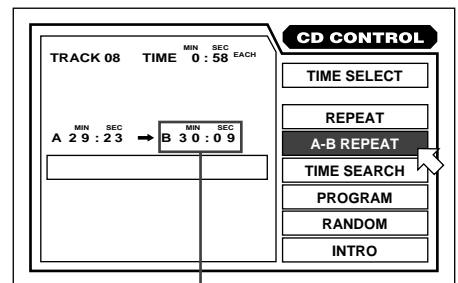 CD CONTROL
MIN SEC
TRACK 08 TIME 0 : 58 EACH
TIME SELECT
REPEAT
MIN SEC MIN SEC
A 29 : 23 → B 30 : 09
A-B REPEAT
TIME SEARCH
PROGRAM
RANDOM
INTRO